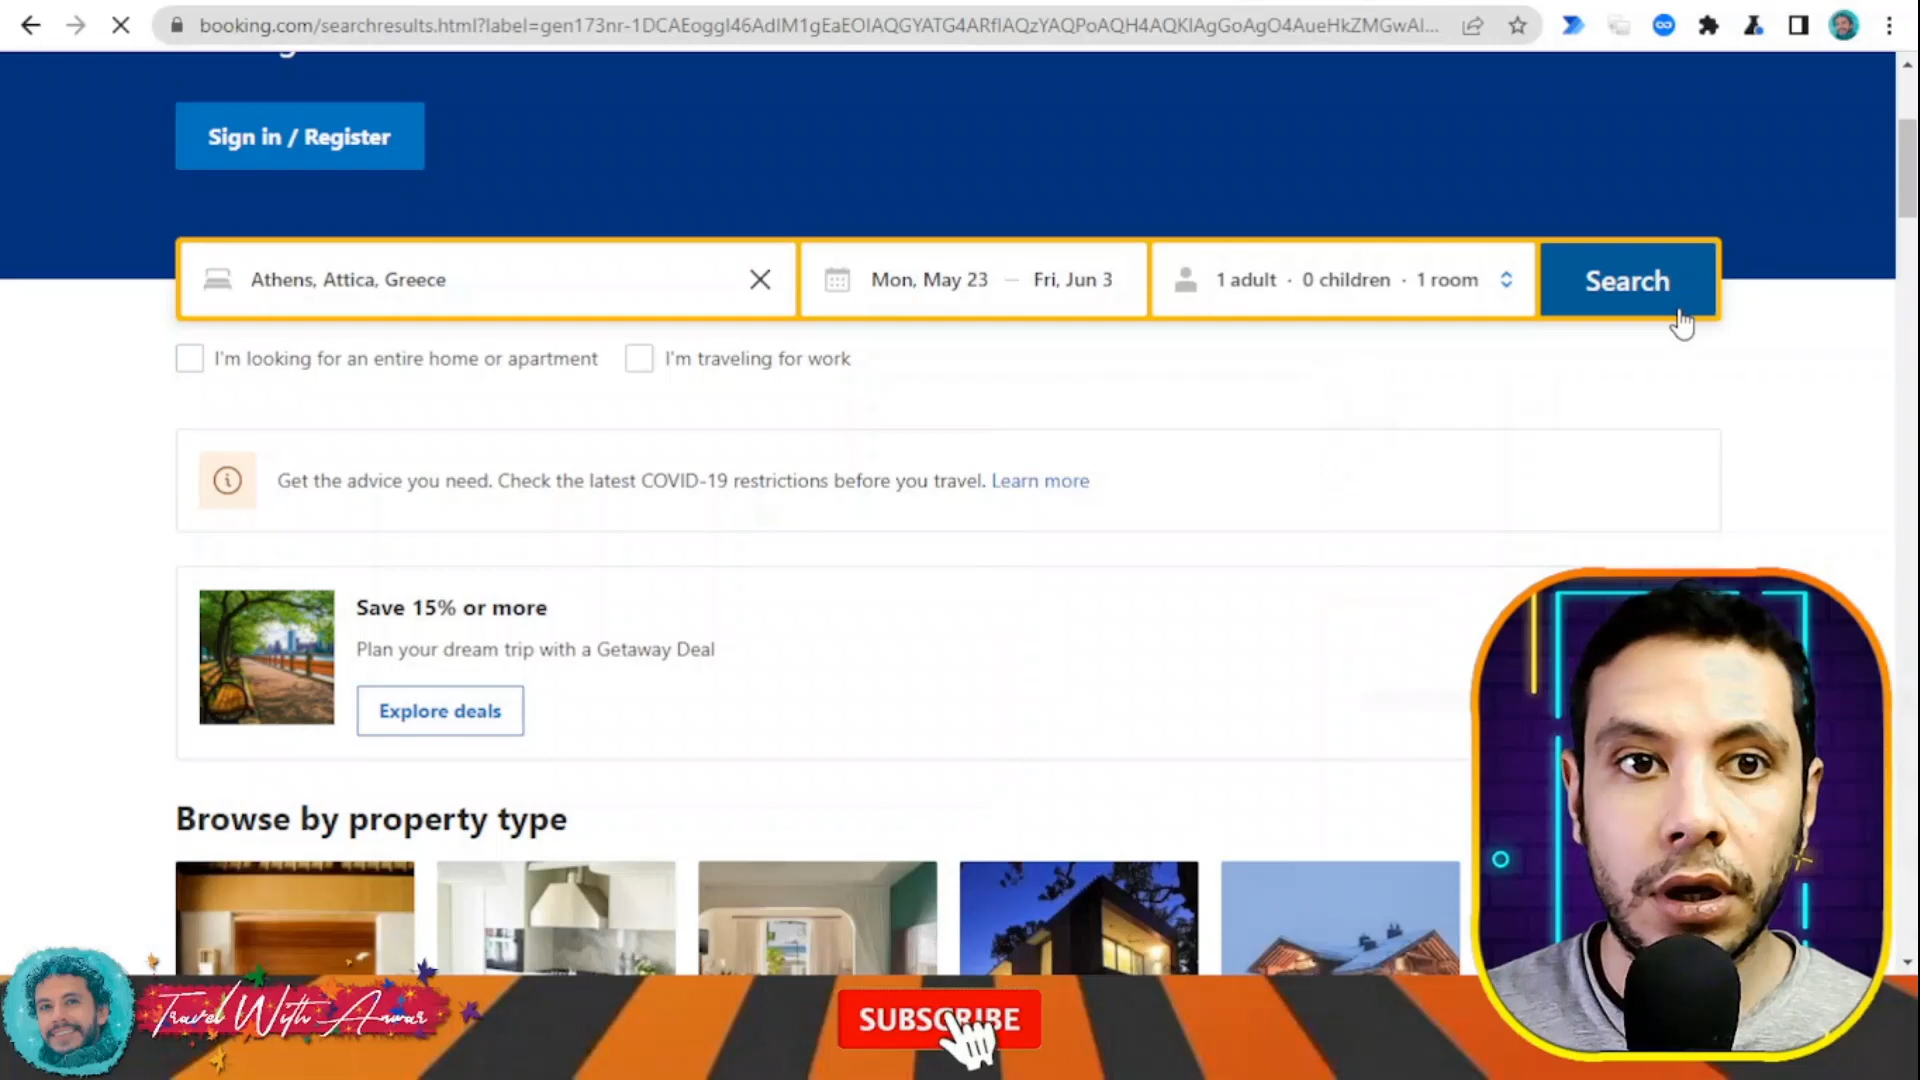 booking.com/searchresults.html?label=gen173nr-1DCAEoggI46AdIM1gEaEOIAQGYATG4ARfIAQzYAQPoAQH4AQKIAgGoAgO4AueHkZMGwAI...
Sign in / Register
Athens, Attica, Greece
Mon, May 23 — Fri, Jun 3
1 adult · 0 children · 1 room
Search
I'm looking for an entire home or apartment
I'm traveling for work
Get the advice you need. Check the latest COVID-19 restrictions before you travel. Learn more
Save 15% or more
Plan your dream trip with a Getaway Deal
Explore deals
Browse by property type
Travel With Anwar
SUBSCRIBE